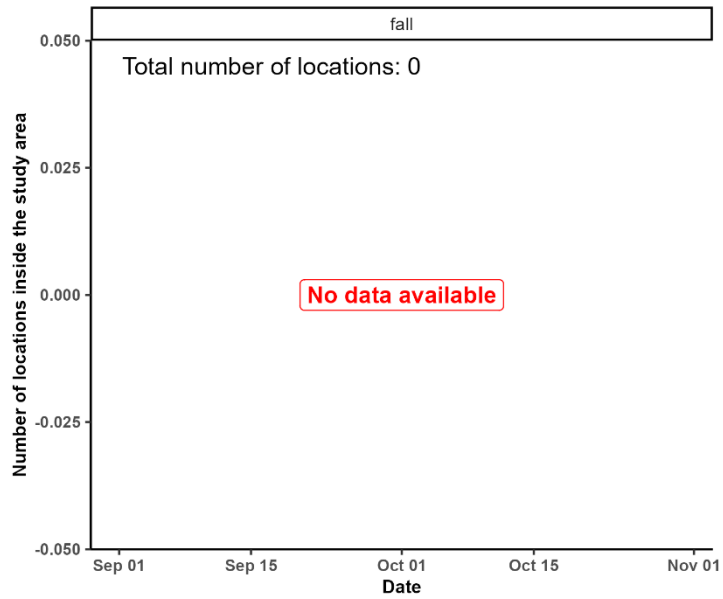 fall
Total number of locations: 0
Number of locations inside the study area
0.050
0.025
0.000
-0.025
-0.050
No data available
Sep 01
Sep 15
Oct 01
Oct 15
Nov 01
Date